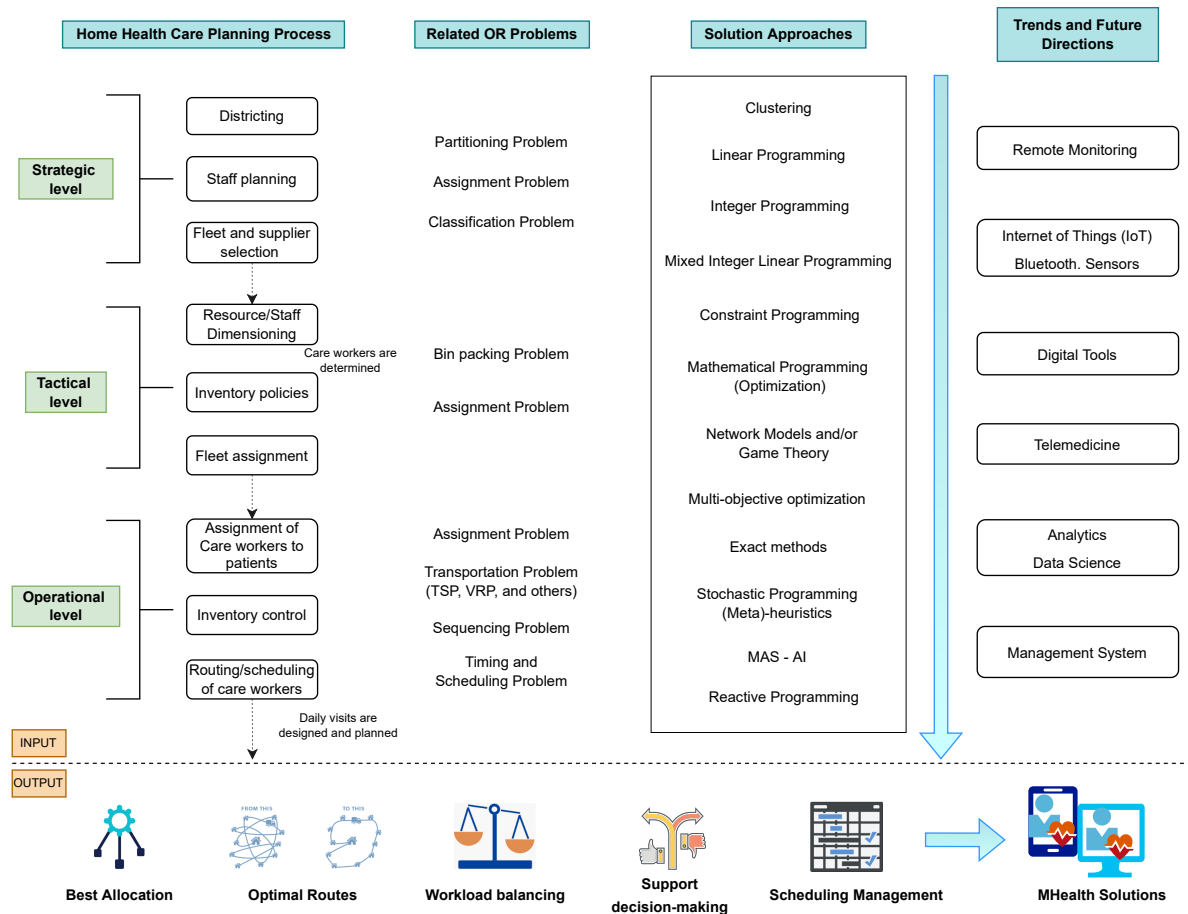 Home Health Care Planning Process
Related OR Problems
Solution Approaches
Trends and Future
Directions
Strategic
level
Districting
Staff planning
Fleet and supplier
selection
Partitioning Problem
Assignment Problem
Classification Problem
Tactical
level
Resource/Staff
Dimensioning
Care workers are
determined
Inventory policies
Fleet assignment
Bin packing Problem
Assignment Problem
Operational
level
Assignment of
Care workers to
patients
Inventory control
Routing/scheduling
of care workers
Daily visits are
designed and planned
Assignment Problem
Transportation Problem
(TSP, VRP, and others)
Sequencing Problem
Timing and
Scheduling Problem
Clustering
Linear Programming
Integer Programming
Mixed Integer Linear Programming
Constraint Programming
Mathematical Programming
(Optimization)
Network Models and/or
Game Theory
Multi-objective optimization
Exact methods
Stochastic Programming
(Meta)-heuristics
MAS - AI
Reactive Programming
Remote Monitoring
Internet of Things (IoT)
Bluetooth. Sensors
Digital Tools
Telemedicine
Analytics
Data Science
Management System
INPUT
OUTPUT
FROM THIS
TO THIS
Best Allocation
Optimal Routes
Workload balancing
Support
decision-making
Scheduling Management
MHealth Solutions